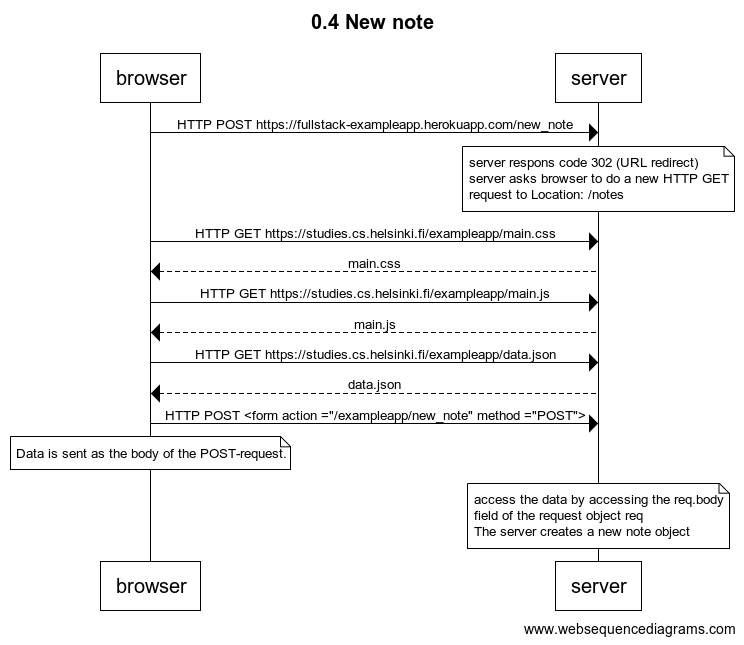 0.4 New note
browser
server
HTTP POST https://fullstack-exampleapp.herokuapp.com/new_note
server respons code 302 (URL redirect)
server asks browser to do a new HTTP GET
request to Location: /notes
HTTP GET https://studies.cs.helsinki.fi/exampleapp/main.css
main.css
HTTP GET https://studies.cs.helsinki.fi/exampleapp/main.js
main.js
HTTP GET https://studies.cs.helsinki.fi/exampleapp/data.json
data.json
HTTP POST <form action ="/exampleapp/new_note" method ="POST">
Data is sent as the body of the POST-request.
access the data by accessing the req.body
field of the request object req
The server creates a new note object
browser
server
www.websequencediagrams.com